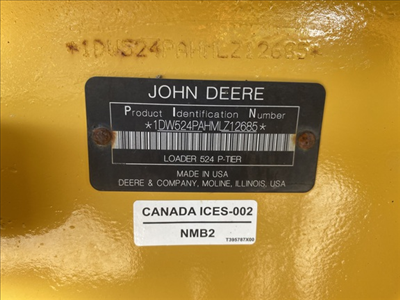 *1DW524PAHMLZ12685*
JOHN DEERE
Product Identification Number
*1DW524PAHMLZ12685*
LOADER 524 P-TIER
MADE IN USA
DEERE & COMPANY, MOLINE, ILLINOIS, USA
CANADA ICES-002
NMB2